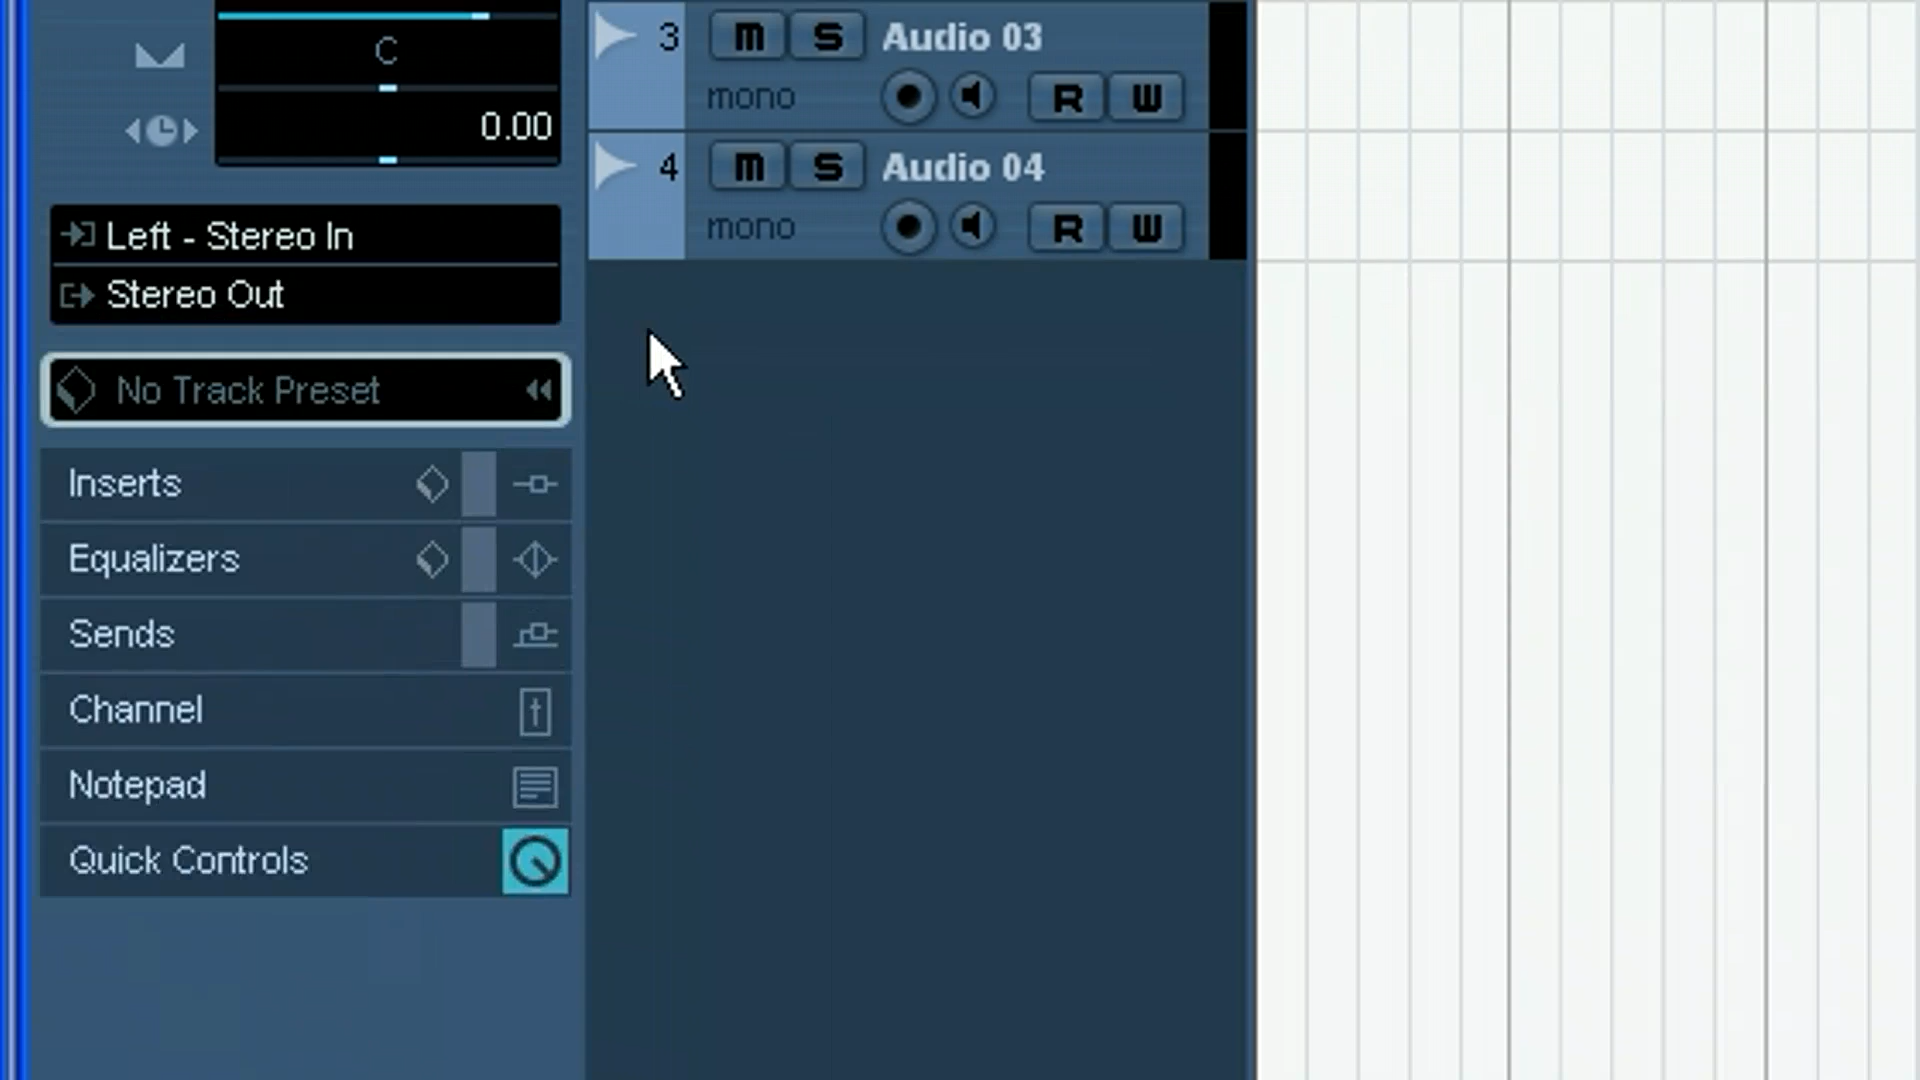 C
0.00
Left - Stereo In
Stereo Out
No Track Preset
Inserts
Equalizers
Sends
Channel
Notepad
Quick Controls
3 m S Audio 03
mono R W
4 m S Audio 04
mono R W